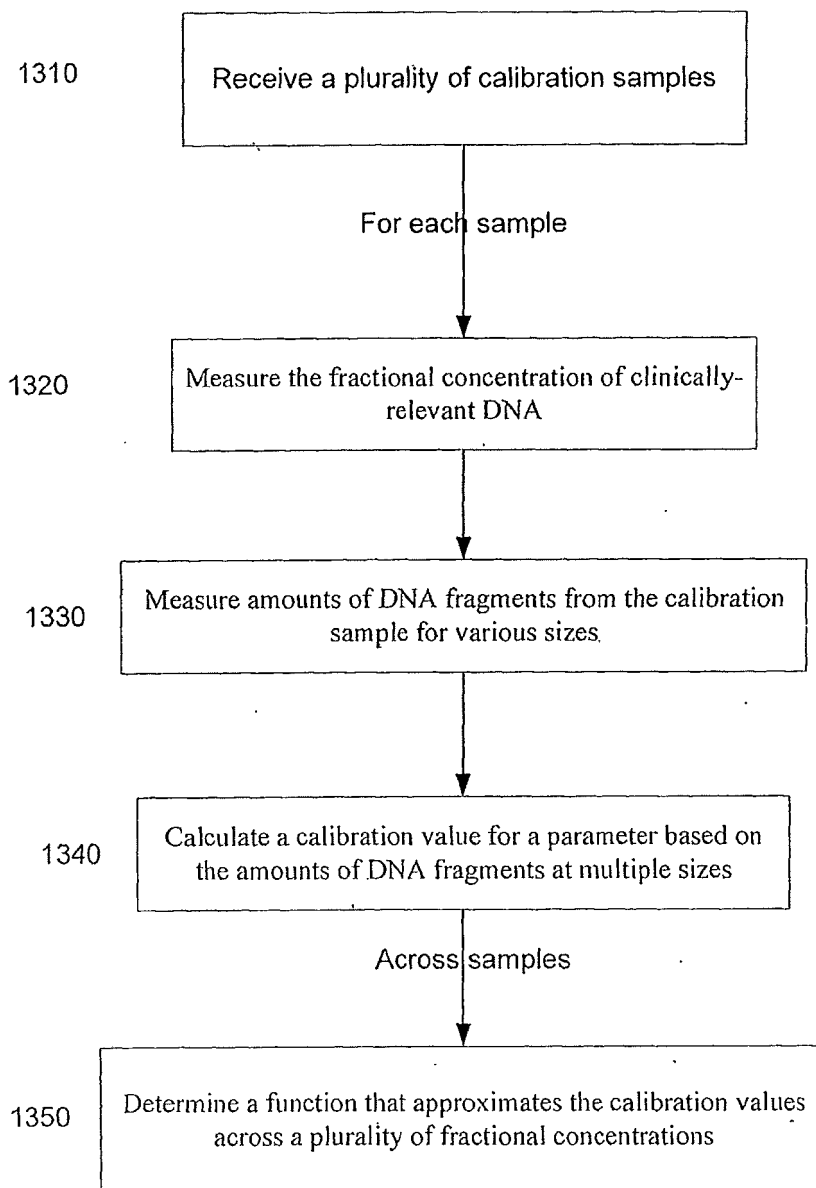 1310
Receive a plurality of calibration samples
For each sample
1320
Measure the fractional concentration of clinically-
relevant DNA
1330
Measure amounts of DNA fragments from the calibration
sample for various sizes.
1340
Calculate a calibration value for a parameter based on
the amounts of DNA fragments at multiple sizes
Across samples
1350
Determine a function that approximates the calibration values
across a plurality of fractional concentrations